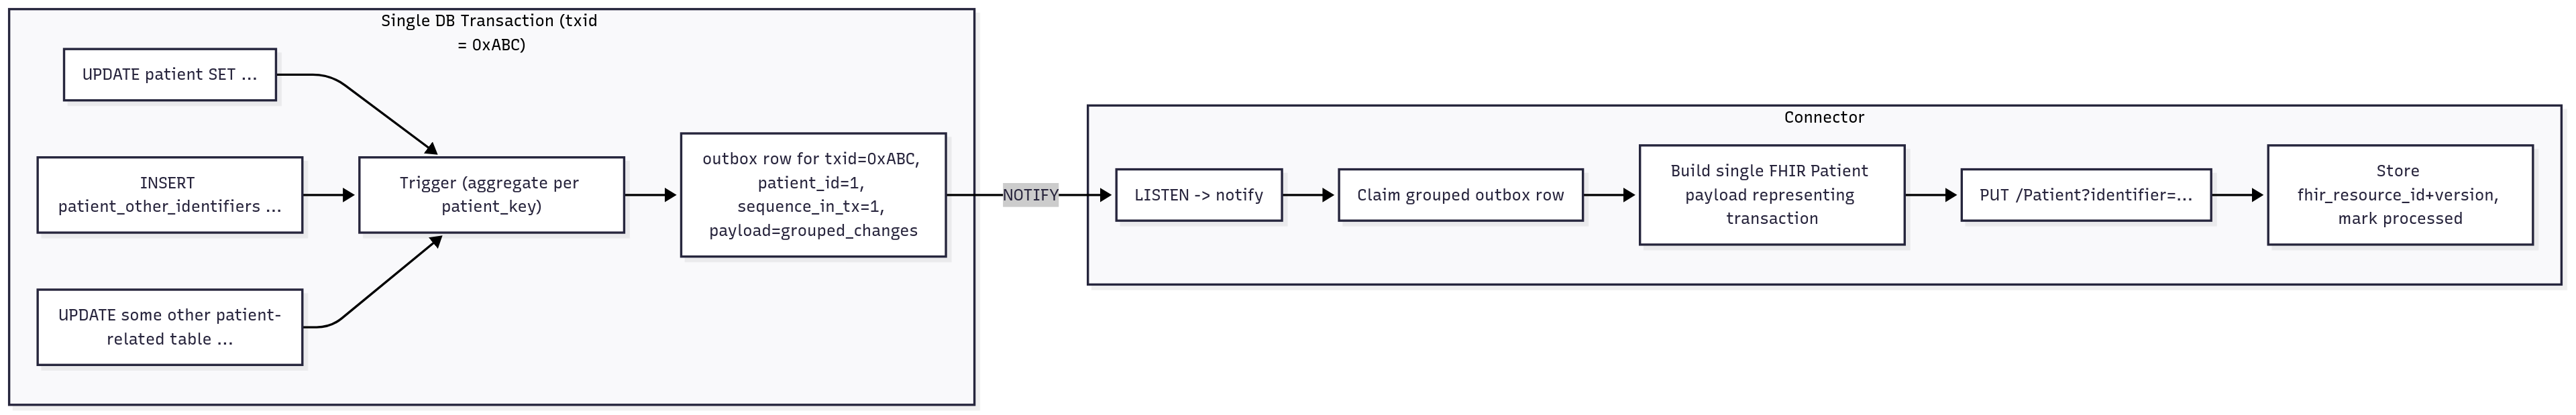 Single DB Transaction (txid
= 0xABC)
UPDATE patient SET ...
INSERT
patient_other_identifiers ...
UPDATE some other patient-
related table ...
Trigger (aggregate per
patient_key)
outbox row for txid=0xABC,
patient_id=1,
sequence_in_tx=1,
payload=grouped_changes
NOTIFY
Connector
LISTEN -> notify
Claim grouped outbox row
Build single FHIR Patient
payload representing
transaction
PUT /Patient?identifier=...
Store
fhir_resource_id+version,
mark processed